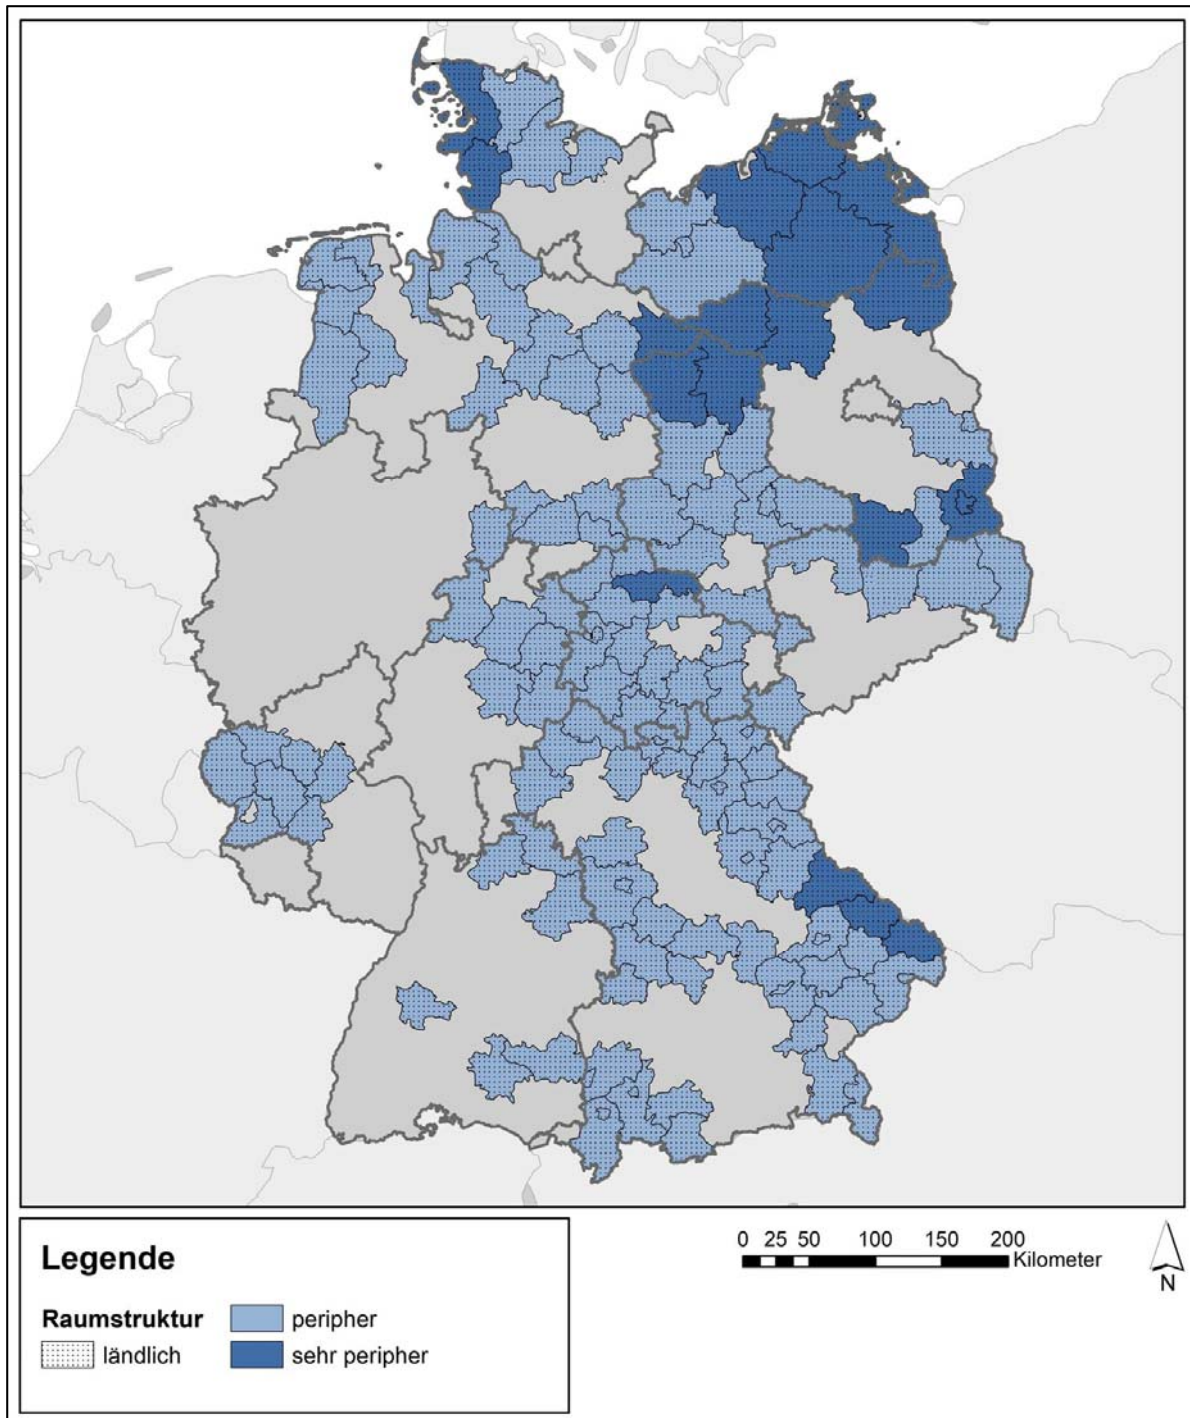 Legende
Raumstruktur
ländlich
peripher
sehr peripher
0 25 50 100 150 200
Kilometer
N